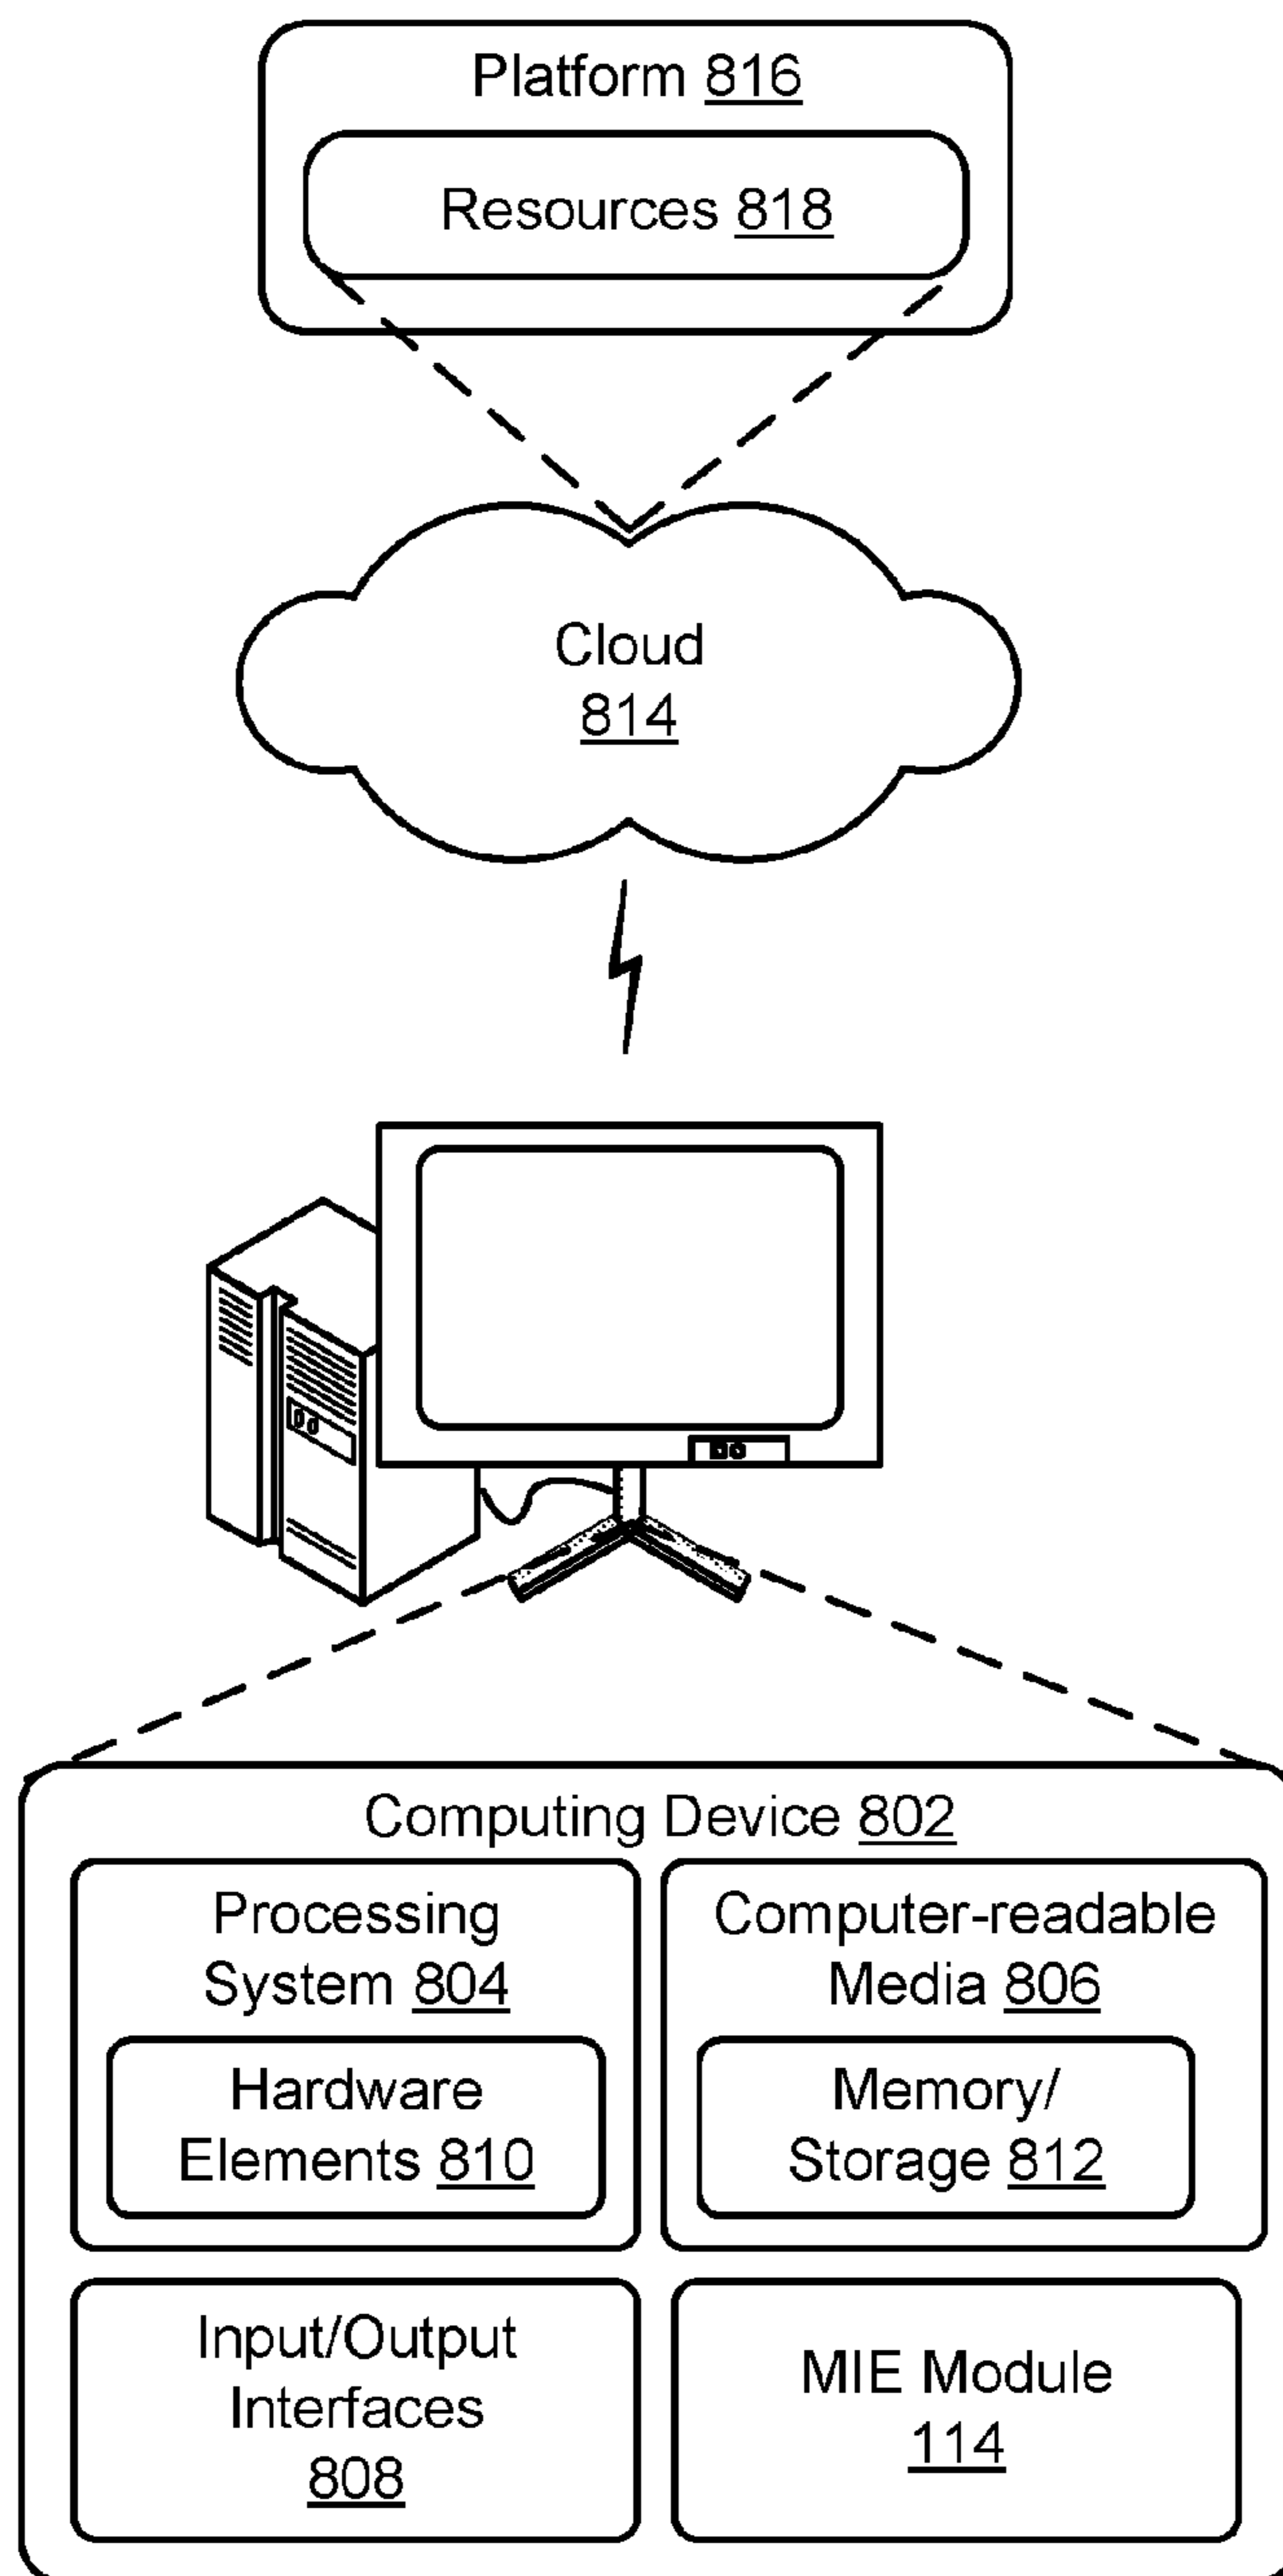 Platform 816
Resources 818
Cloud
814
Computing Device 802
Processing
System 804
Hardware
Elements 810
Computer-readable
Media 806
Memory/
Storage 812
Input/Output
Interfaces
808
MIE Module
114